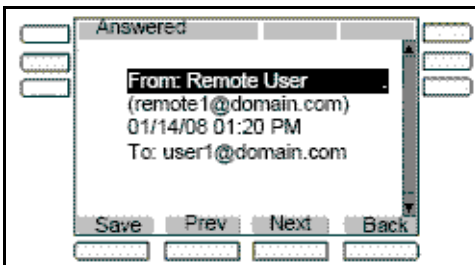 Answered
From: Remote User .
(remote1@domain.com)
01/14/08 01:20 PM
To: user1@domain.com
Save Prev Next Back